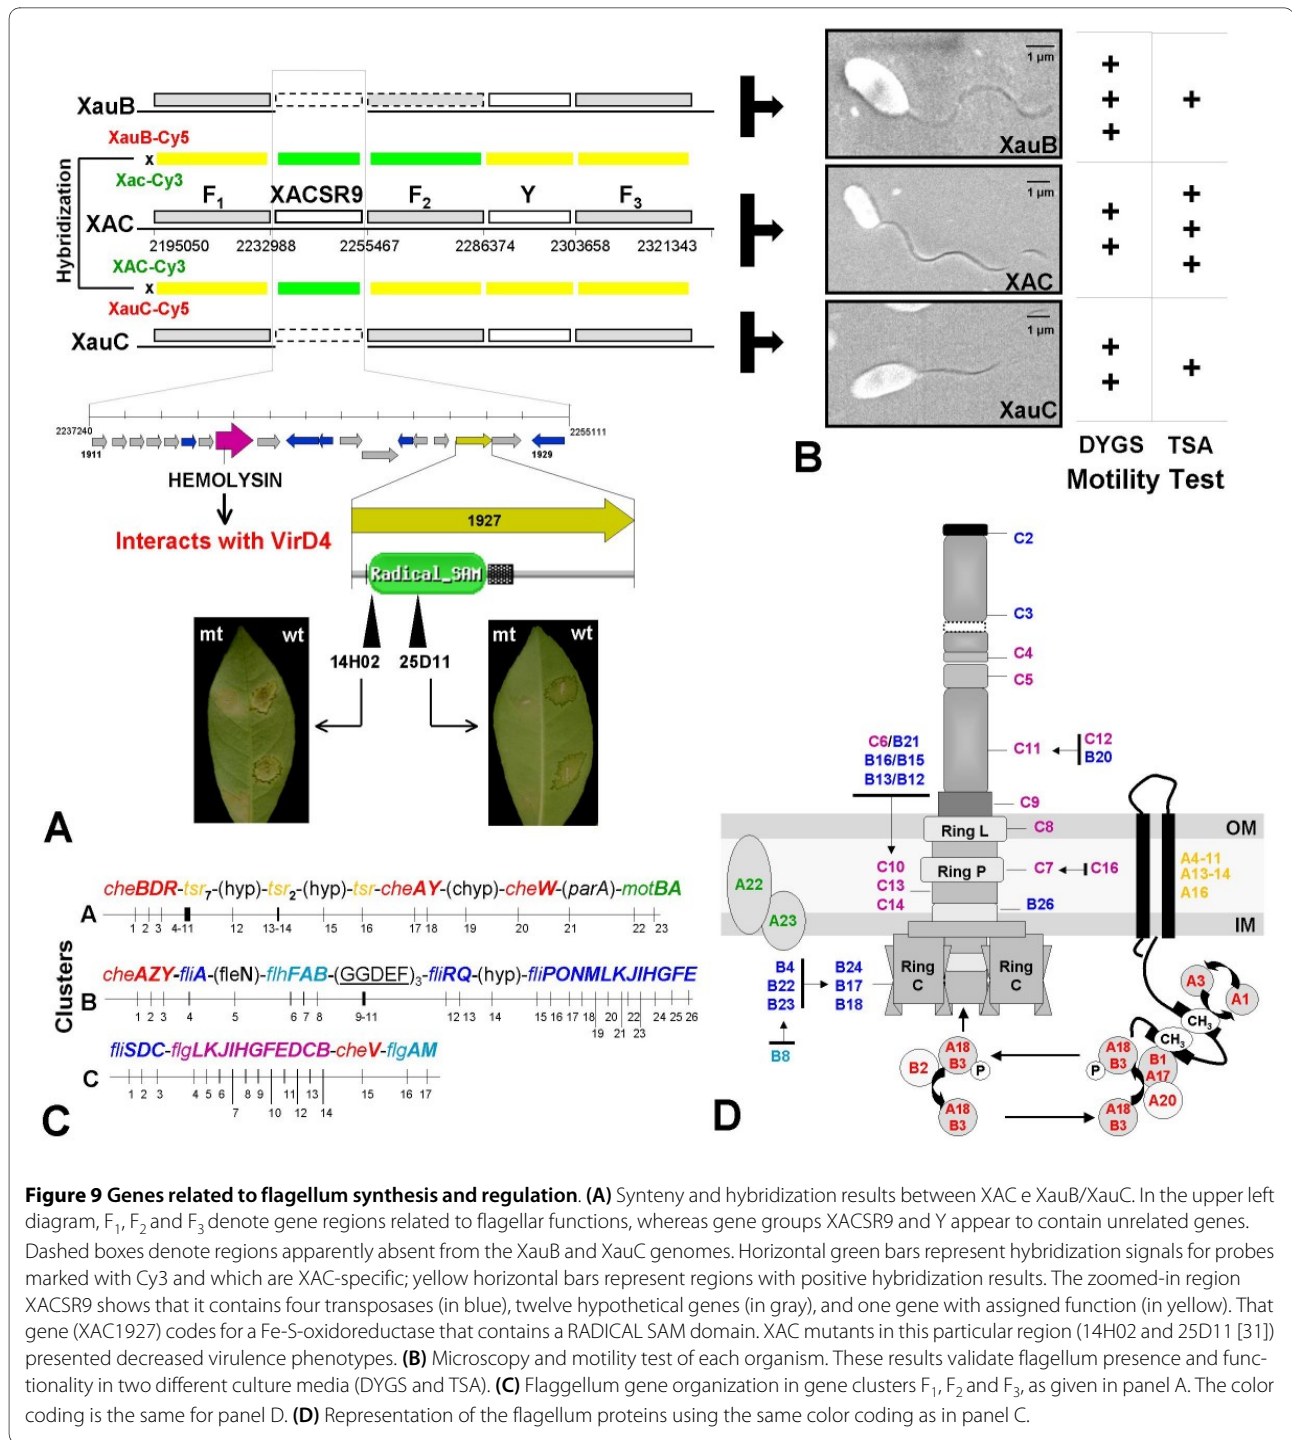 XauB
XauB-Cy5
x
Xac-Cy3
Hybridization
F1 XACSR9 F2 Y F3
XAC
2195050 2232988 2255467 2286374 2303658 2321343
XAC-Cy3
x
XauC-Cy5
XauC
2237240
1911
2255111
1929
HEMOLYSIN
Interacts with VirD4
1927
Radical_SAM
mt wt
14H02 25D11
mt wt
A
1 µm
XauB
+
+
+
+
1 µm
XAC
+
+
+
+
+
1 µm
XauC
+
+
+
DYGS TSA
Motility Test
B
Clusters
cheBDR-tsr7-(hyp)-tsr2-(hyp)-tsr-cheAY-(chyp)-cheW-(parA)-motBA
A
1 2 3 4-11 12 13-14 15 16 17 18 19 20 21 22 23
cheAZY-fliA-(fleN)-flhFAB-(GGDEF)3-fliRQ-(hyp)-fliPONMLKJIHGFE
B
1 2 3 4 5 6 7 8 9-11 12 13 14 15 16 17 18 20 22 24 25 26
19 21 23
fliSDC-flgLKJIHGFEDCB-cheV-flgAM
C
1 2 3 4 5 6 8 9 11 13 15 16 17
7 10 12 14
C
C2
C3
C4
C5
C6/B21
B16/B15
B13/B12
C11
C12
B20
C9
Ring L
C8
OM
C10
Ring P
C7
C16
C13
C14
B26
IM
A22
A23
A4-11
A13-14
A16
B4
B22
B23
B24
B17
B18
B8
Ring
C
Ring
C
A3
A1
CH3
CH3
B2
A18
B3
P
A18
B3
P
B1
A17
A20
A18
B3
A18
B3
D
Figure 9 Genes related to flagellum synthesis and regulation. (A) Synteny and hybridization results between XAC e XauB/XauC. In the upper left
diagram, F1, F2 and F3 denote gene regions related to flagellar functions, whereas gene groups XACSR9 and Y appear to contain unrelated genes.
Dashed boxes denote regions apparently absent from the XauB and XauC genomes. Horizontal green bars represent hybridization signals for probes
marked with Cy3 and which are XAC-specific; yellow horizontal bars represent regions with positive hybridization results. The zoomed-in region
XACSR9 shows that it contains four transposases (in blue), twelve hypothetical genes (in gray), and one gene with assigned function (in yellow). That
gene (XAC1927) codes for a Fe-S-oxidoreductase that contains a RADICAL SAM domain. XAC mutants in this particular region (14H02 and 25D11 [31])
presented decreased virulence phenotypes. (B) Microscopy and motility test of each organism. These results validate flagellum presence and func-
tionality in two different culture media (DYGS and TSA). (C) Flaggellum gene organization in gene clusters F1, F2 and F3, as given in panel A. The color
coding is the same for panel D. (D) Representation of the flagellum proteins using the same color coding as in panel C.